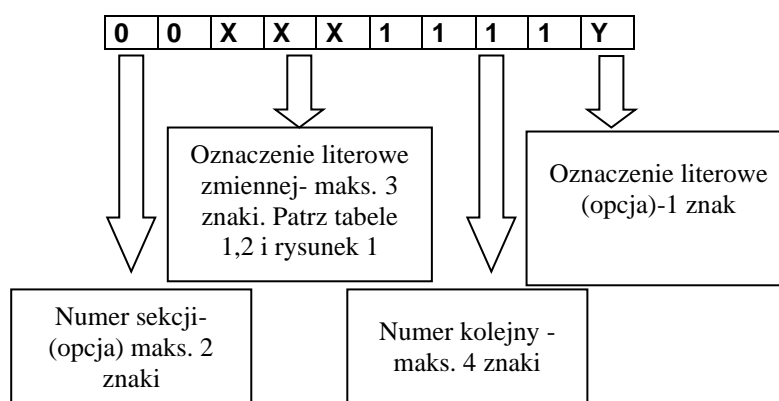 0 0 X X X 1 1 1 1 Y
Oznaczenie literowe
zmiennej- maks. 3
znaki. Patrz tabele
1,2 i rysunek 1
Oznaczenie literowe
(opcja)-1 znak
Numer sekcji-
(opcja) maks. 2
znaki
Numer kolejny -
maks. 4 znaki